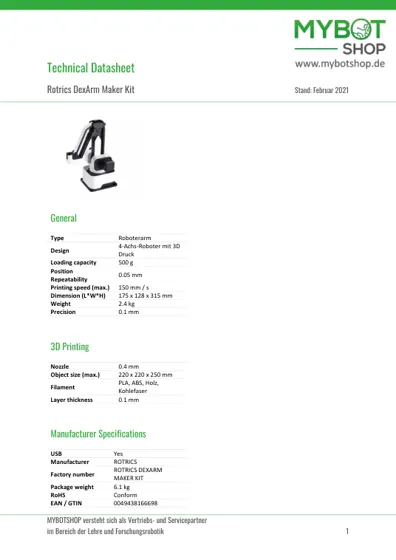 MYBOT
SHOP
www.mybotshop.de
Technical Datasheet
Rotrics DexArm Maker Kit
Stand: Februar 2021
General
Type Roboterarm
Design 4-Achs-Roboter mit 3D
Druck
Loading capacity 500 g
Position
Repeatability 0.05 mm
Printing speed (max.) 150 mm / s
Dimension (L*W*H) 175 x 128 x 315 mm
Weight 2.4 kg
Precision 0.1 mm
3D Printing
Nozzle 0.4 mm
Object size (max.) 220 x 220 x 250 mm
Filament PLA, ABS, Holz,
Kohlefaser
Layer thickness 0.1 mm
Manufacturer Specifications
USB Yes
Manufacturer ROTRICS
Factory number ROTRICS DEXARM
MAKER KIT
Package weight 6.1 kg
RoHS Conform
EAN / GTIN 0049438166698
MYBOTSHOP versteht sich als Vertriebs- und Servicepartner
im Bereich der Lehre und Forschungsrobotik
1